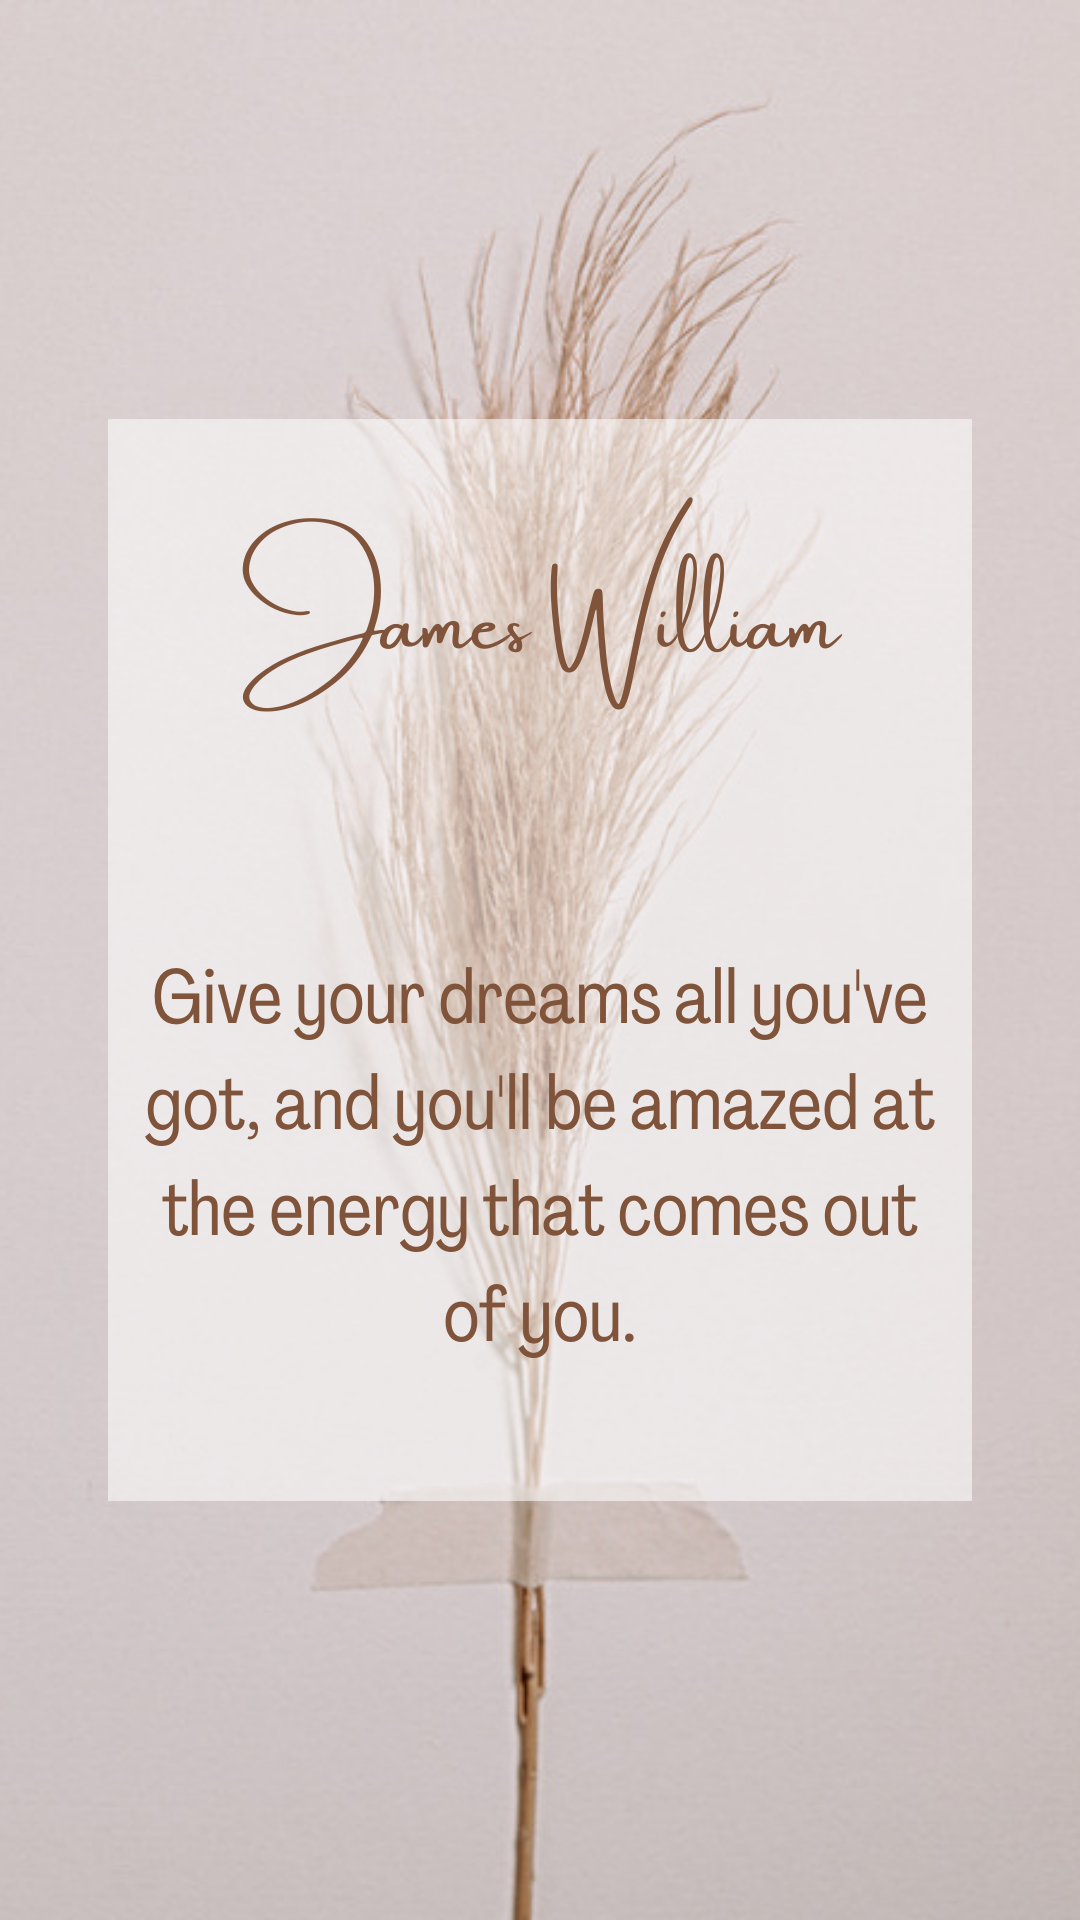 James William
Give your dreams all you've
got, and you'll be amazed at
the energy that comes out
of you.